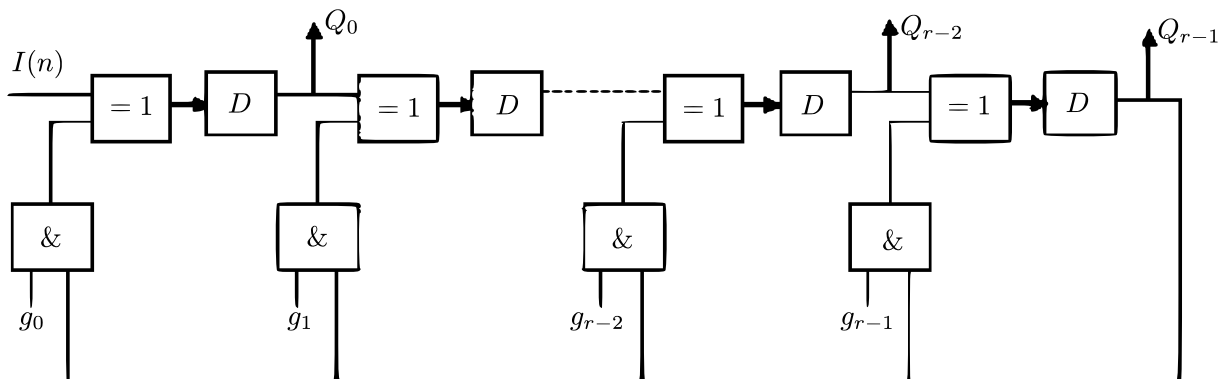 Q_0
Q_{r-2}
Q_{r-1}
I(n)
= 1
D
= 1
D
= 1
D
= 1
D
&
&
&
&
g_0
g_1
g_{r-2}
g_{r-1}